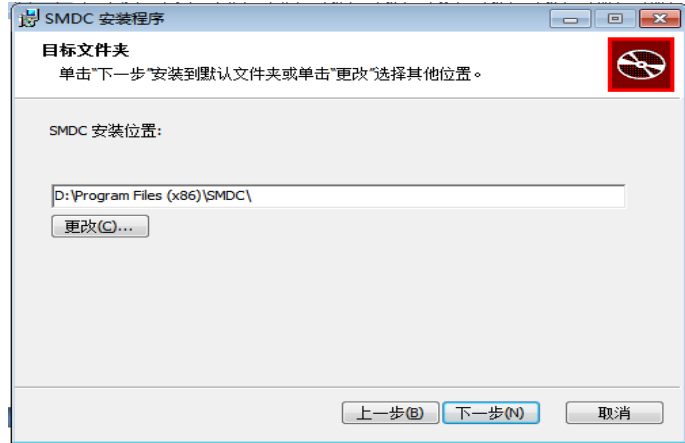 SMDC 安装程序
目标文件夹
单击"下一步"安装到默认文件夹或单击"更改"选择其他位置。
SMDC 安装位置:
D:\Program Files (x86)\SMDC\
更改(C)...
上一步(B) 下一步(N) 取消